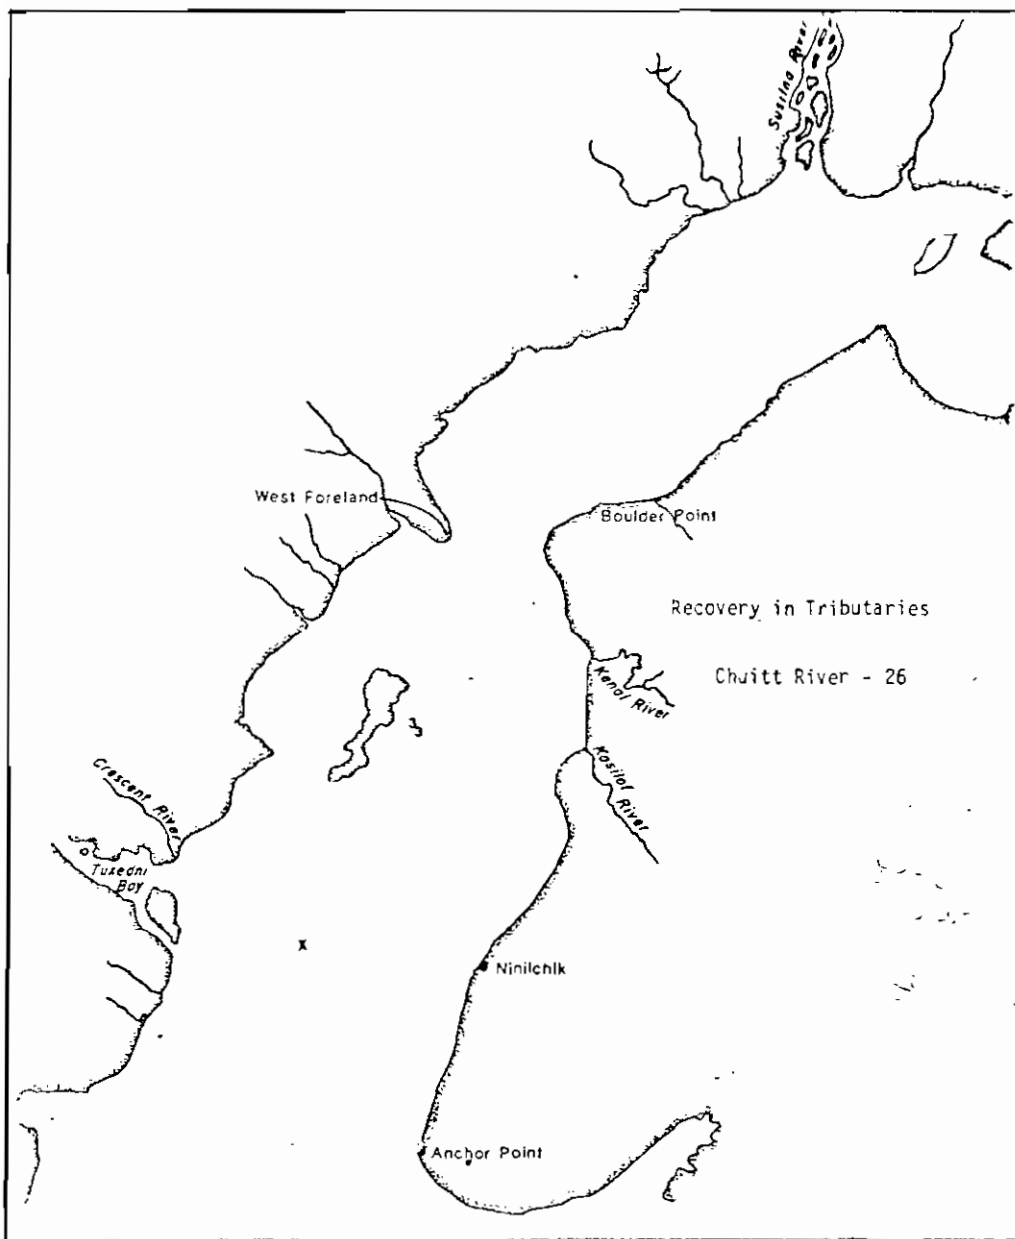 Susitna River
West Foreland
Boulder Point
Recovery in Tributaries
Kenai River
Chuitt River - 26
3
Kasilof River
Crescent River
Tuxedni
Bay
x
Ninilchik
Anchor Point